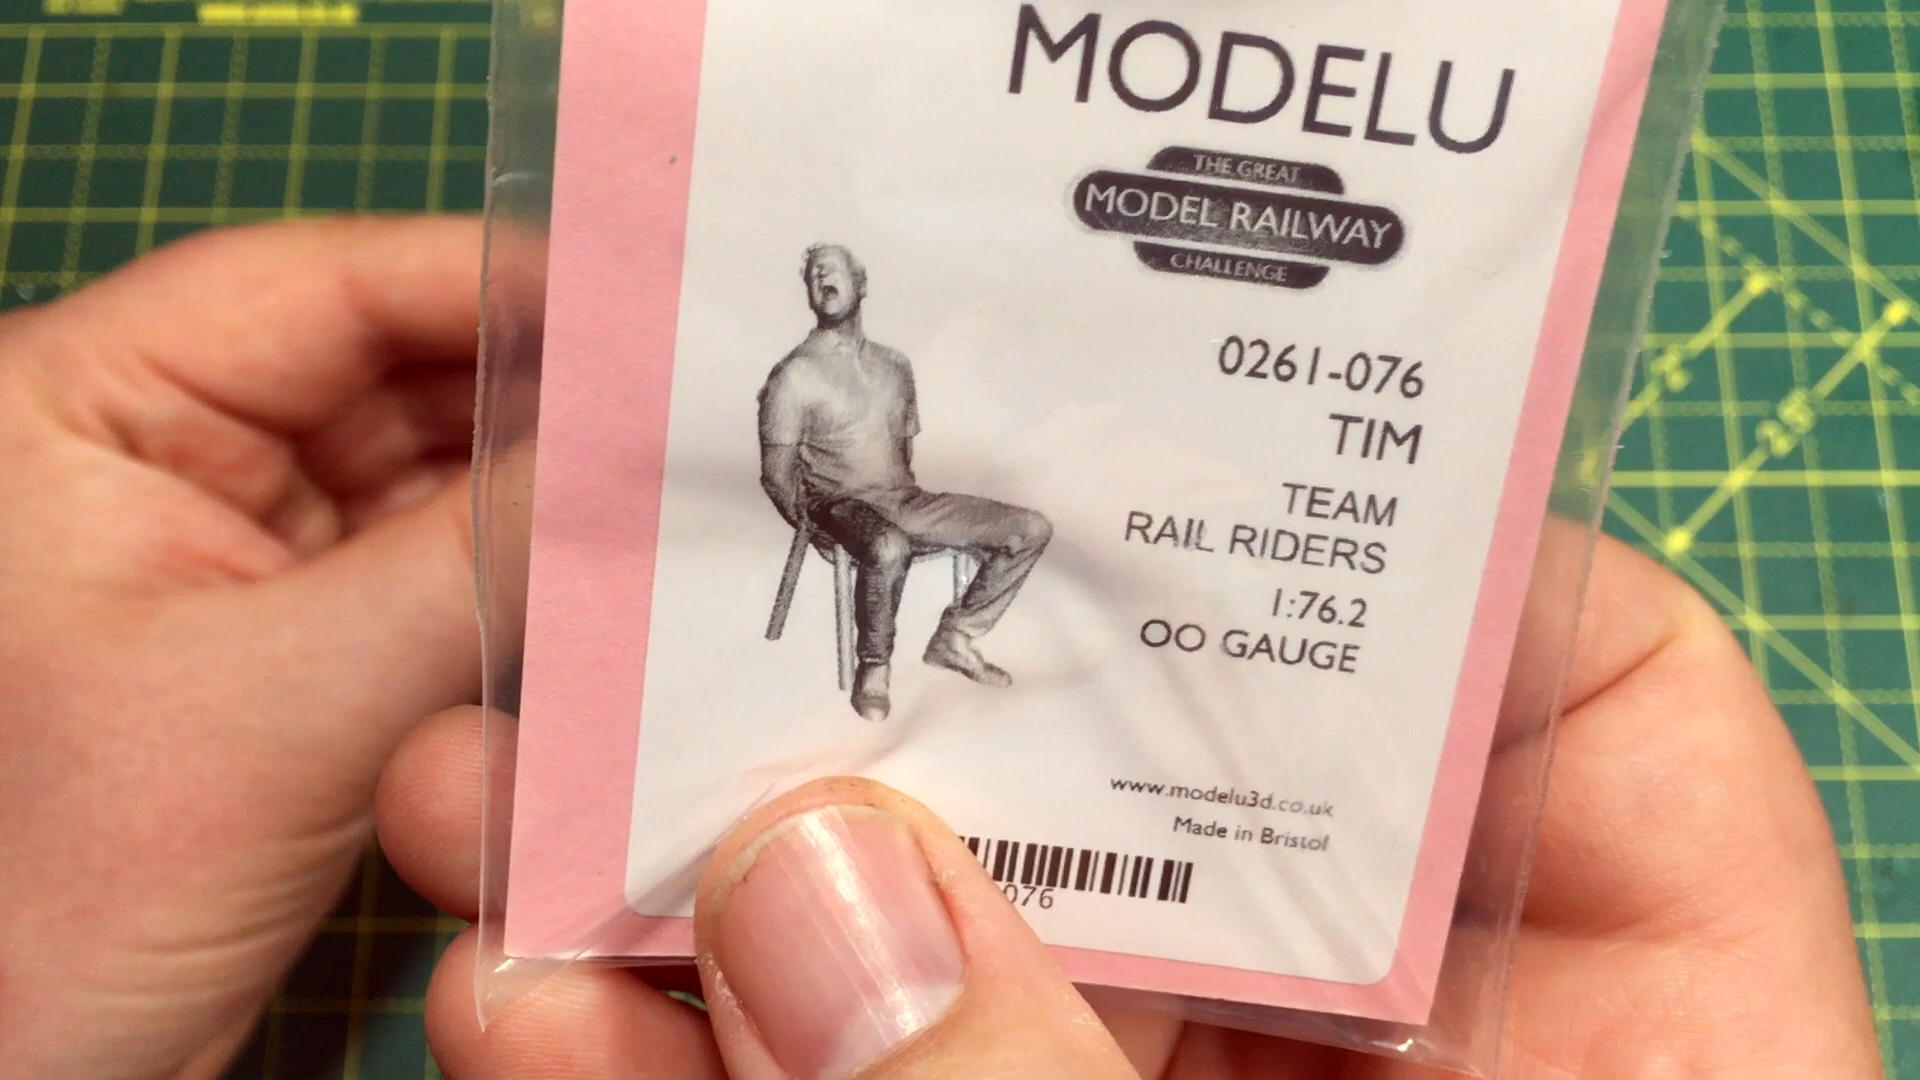 MODELU
THE GREAT
MODEL RAILWAY
CHALLENGE
0261-076
TIM
TEAM
RAIL RIDERS
1:76.2
OO GAUGE
www.modelu3d.co.uk
Made in Bristol
076